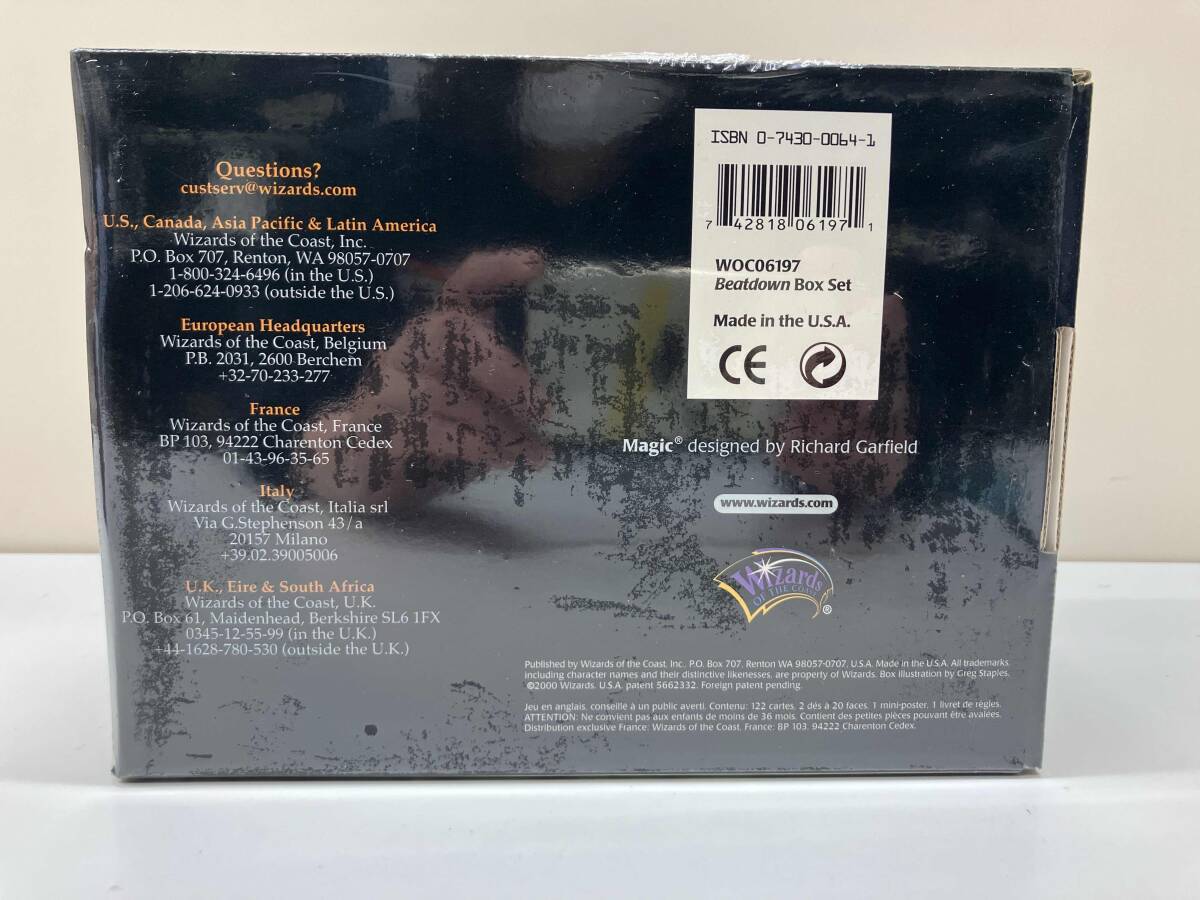 Questions?
custserv@wizards.com
U.S., Canada, Asia Pacific & Latin America
Wizards of the Coast, Inc.
P.O. Box 707, Renton, WA 98057-0707
1-800-324-6496 (in the U.S.)
1-206-624-0933 (outside the U.S.)
European Headquarters
Wizards of the Coast, Belgium
P.B. 2031, 2600 Berchem
+32-70-233-277
France
Wizards of the Coast, France
BP 103, 94222 Charenton Cedex
01-43-96-35-65
Italy
Wizards of the Coast, Italia srl
Via G.Stephenson 43/a
20157 Milano
+39.02.39005006
U.K., Eire & South Africa
Wizards of the Coast, U.K.
P.O. Box 61, Maidenhead, Berkshire SL6 1FX
0345-12-55-99 (in the U.K.)
+44-1628-780-530 (outside the U.K.)
ISBN 0-7430-0064-1
7 42818 06197 1
WOC06197
Beatdown Box Set
Made in the U.S.A.
CE
Magic® designed by Richard Garfield
www.wizards.com
Wizards
OF THE COAST
®
Published by Wizards of the Coast, Inc. P.O. Box 707, Renton WA 98057-0707, U.S.A. Made in the U.S.A. All trademarks,
including character names and their distinctive likenesses, are property of Wizards. Box illustration by Greg Staples.
©2000 Wizards. U.S.A. patent 5662332. Foreign patent pending.
Jeu en anglais, conseillé à un public averti. Contenu: 122 cartes, 2 dés à 20 faces, 1 mini-poster, 1 livret de règles.
ATTENTION: Ne convient pas aux enfants de moins de 36 mois. Contient des petites pièces pouvant être avalées.
Distribution exclusive France: Wizards of the Coast, France: BP 103, 94222 Charenton Cedex.